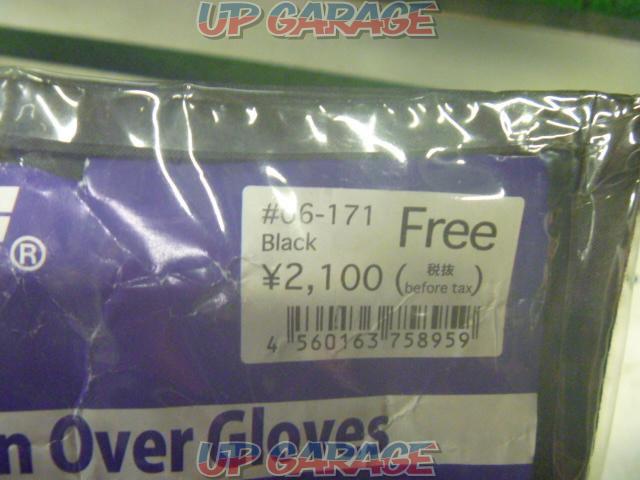 UP GARAGE
#06-171
Black
Free
¥2,100 (税抜 before tax)
®
4 560163 758959
n Over Gloves
UP GARAGE